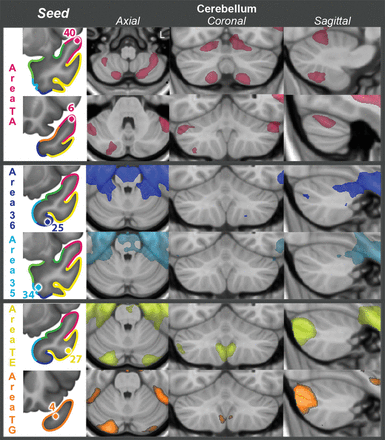 Seed
Cerebellum
Axial
Coronal
Sagittal
Area TA
40
6
Area 36
25
Area 35
34
Area TE
27
Area TG
4